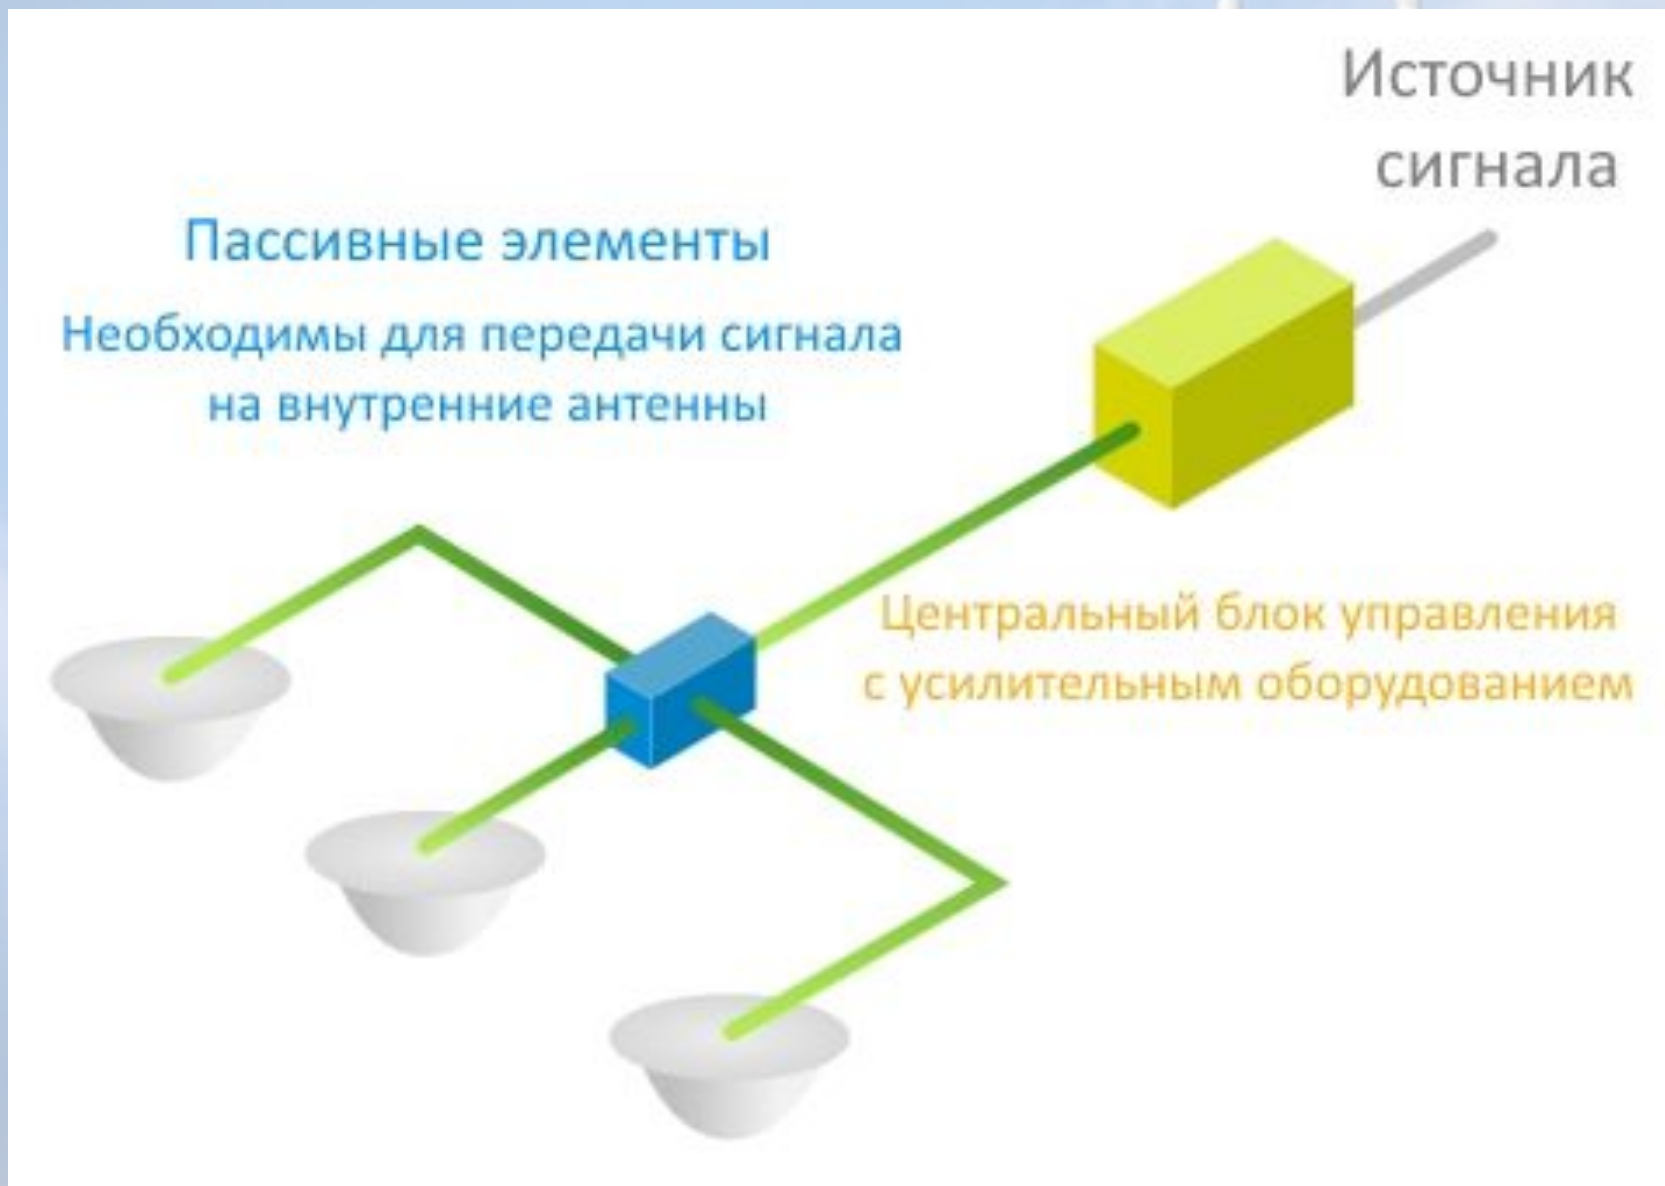 Источник
сигнала
Пассивные элементы
Необходимы для передачи сигнала
на внутренние антенны
Центральный блок управления
с усилительным оборудованием